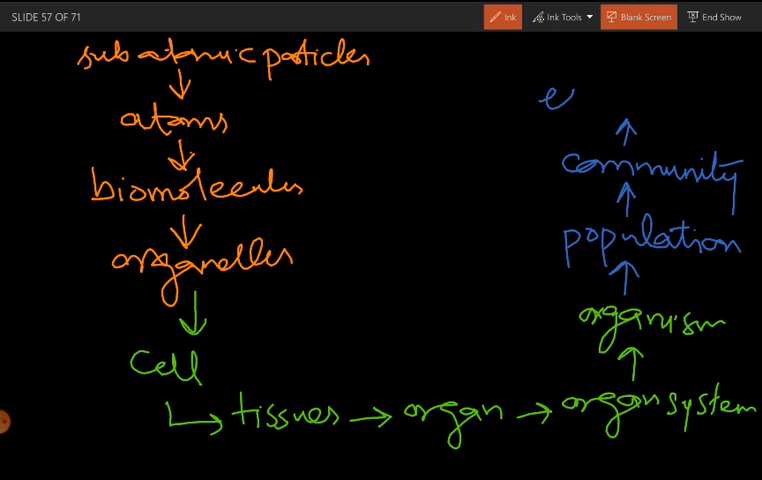 SLIDE 57 OF 71
Ink
Ink Tools
Blank Screen
End Show
sub atomic particles
atoms
biomolecules
organelles
Cell
tissues → organ → organ system
organism
population
community
e